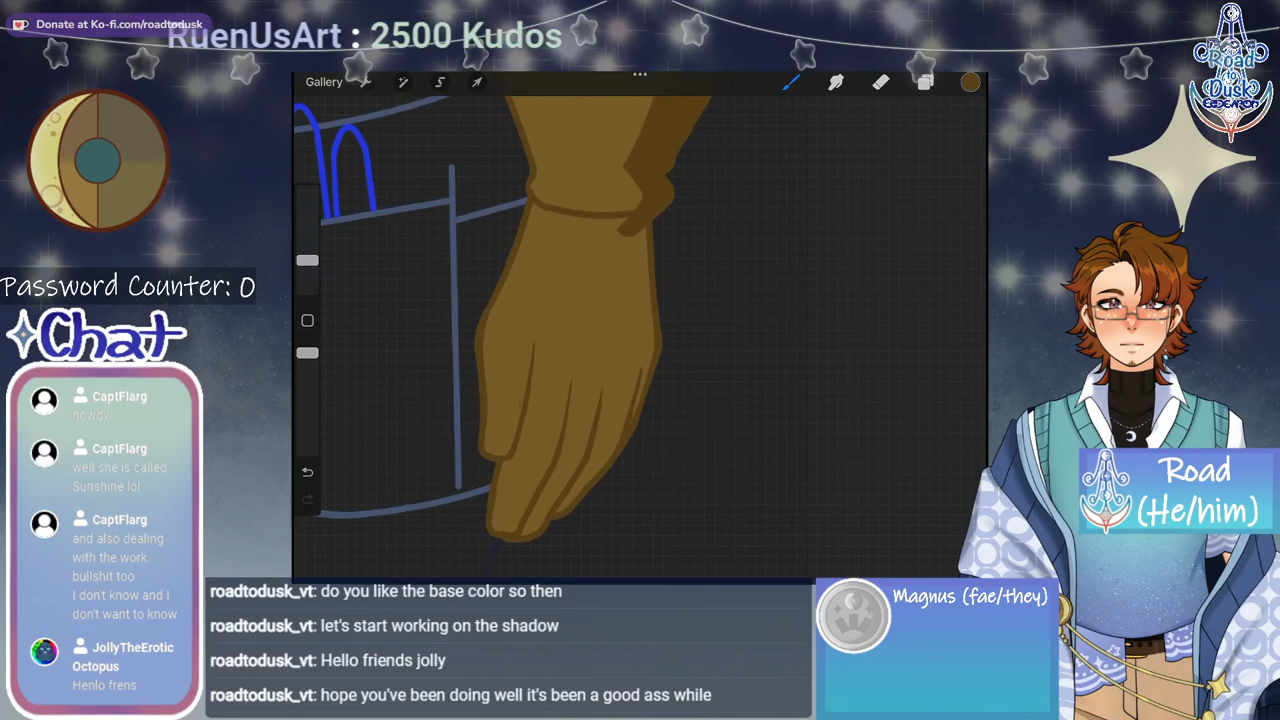 Donate at Ko-fi.com/roadtodusk
RuenUsArt : 2500 Kudos
Road
to
Dusk
Gallery
Password Counter: 0
Chat
CaptFlarg
howdy
CaptFlarg
well she is called
Sunshine lol
CaptFlarg
and also dealing
with the work
bullshit too
I don't know and I
don't want to know
JollyTheErotic
Octopus
Henlo frens
roadtodusk_vt: do you like the base color so then
roadtodusk_vt: let's start working on the shadow
roadtodusk_vt: Hello friends jolly
roadtodusk_vt: hope you've been doing well it's been a good ass while
Magnus (fae/they)
Road
(He/him)